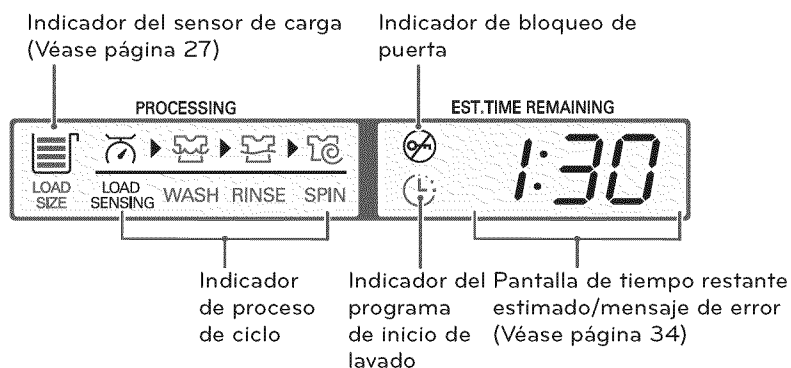 Indicador del sensor de carga
(Véase página 27)
Indicador de bloqueo de
puerta
PROCESSING
EST.TIME REMAINING
1:30
LOAD
SIZE
LOAD
SENSING
WASH
RINSE
SPIN
Indicador
de proceso
de ciclo
Indicador del
programa
de inicio de
lavado
Pantalla de tiempo restante
estimado/mensaje de error
(Véase página 34)